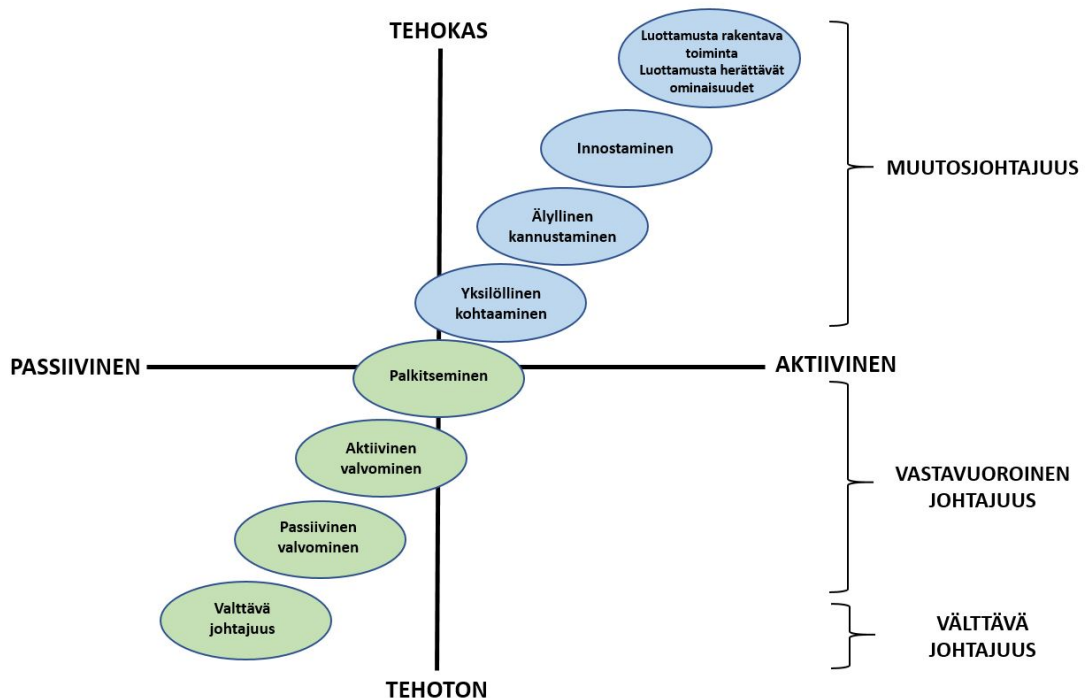 TEHOKAS
Luottamusta rakentava
toiminta
Luottamusta herättävät
ominaisuudet
Innostaminen
MUUTOSJOHTAJUUS
Älyllinen
kannustaminen
Yksilöllinen
kohtaaminen
PASSIIVINEN
Palkitseminen
AKTIIVINEN
Aktiivinen
valvominen
VASTAVUOROINEN
JOHTAJUUS
Passiivinen
valvominen
Valttävä
johtajuus
VÄLTTÄVÄ
JOHTAJUUS
TEHOTON